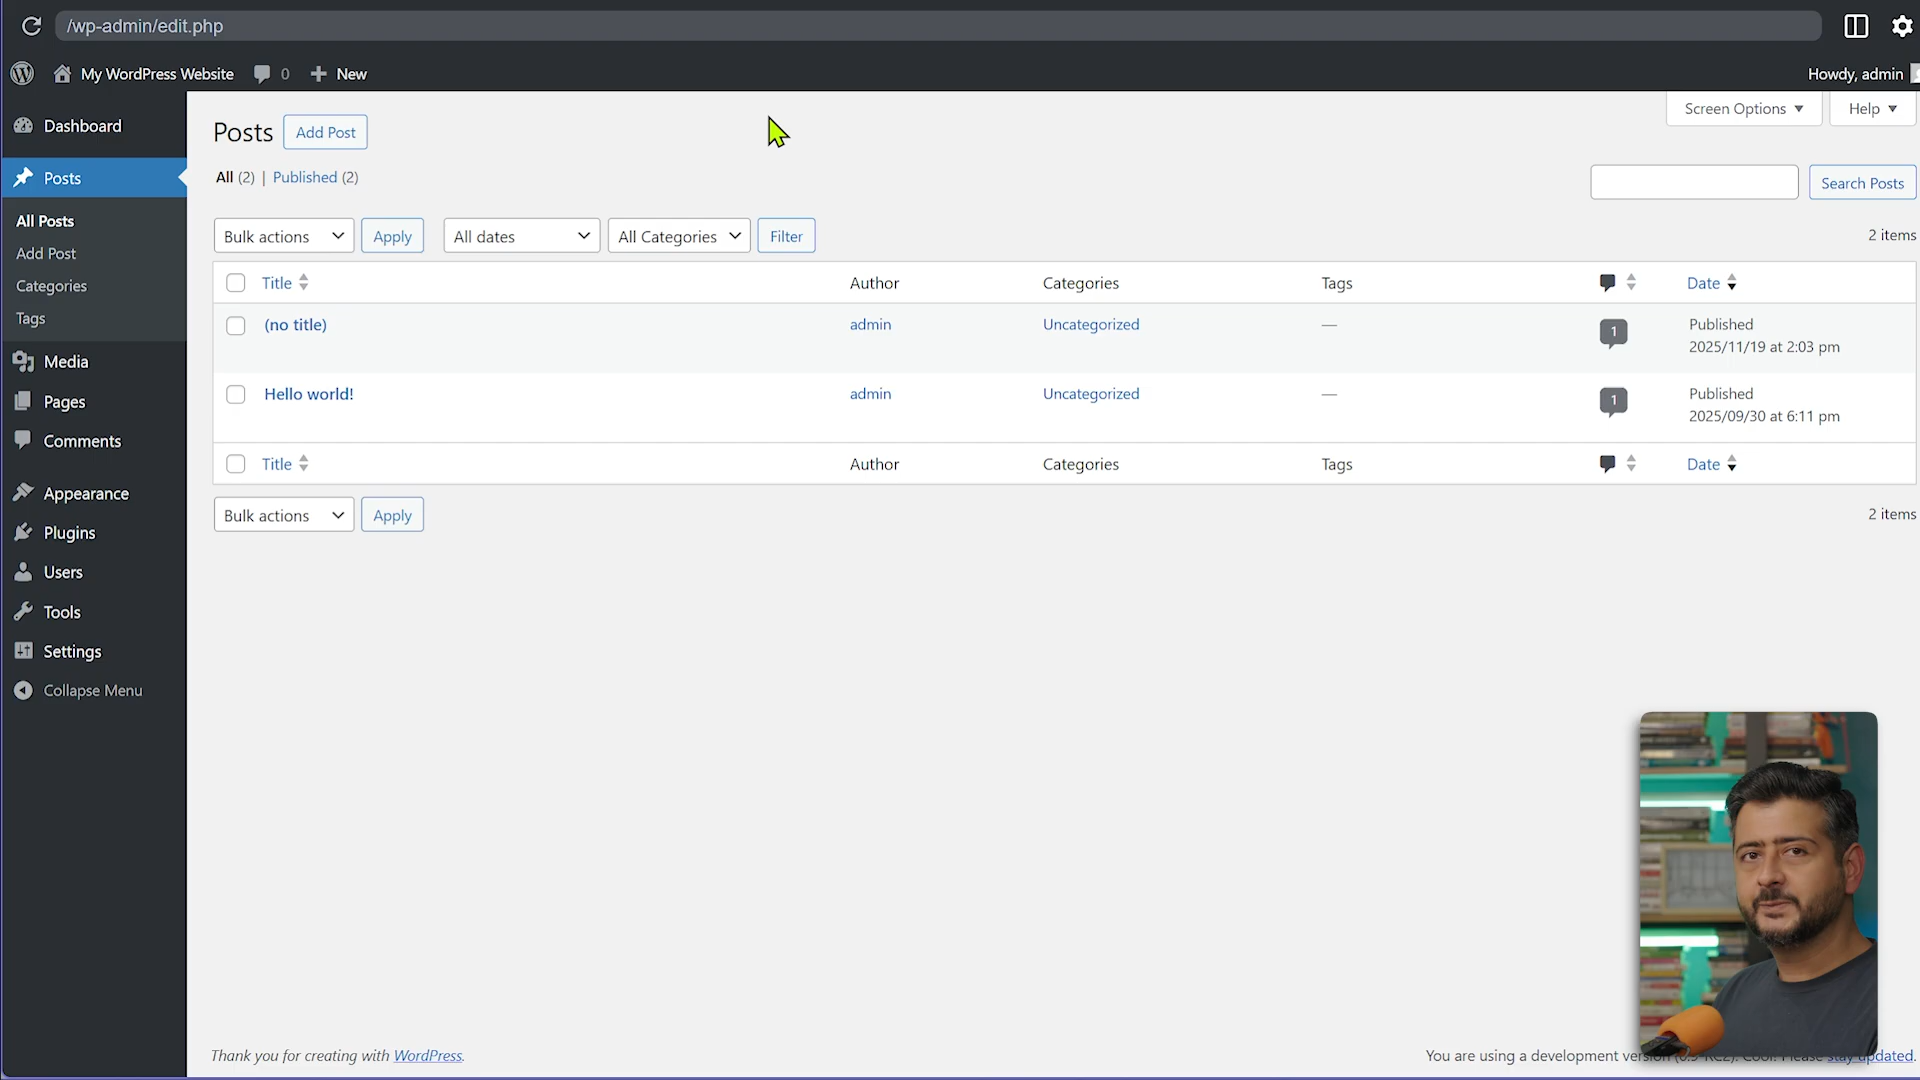 /wp-admin/edit.php
My WordPress Website 0 New Howdy, admin
Screen Options Help
Dashboard
Posts
All Posts
Add Post
Categories
Tags
Media
Pages
Comments
Appearance
Plugins
Users
Tools
Settings
Collapse Menu
Posts Add Post
All (2) | Published (2)
Search Posts
Bulk actions Apply All dates All Categories Filter 2 items
Title Author Categories Tags Date
(no title) admin Uncategorized — 1 Published
2025/11/19 at 2:03 pm
Hello world! admin Uncategorized — 1 Published
2025/09/30 at 6:11 pm
Title Author Categories Tags Date
Bulk actions Apply 2 items
Thank you for creating with WordPress.
You are using a development version Cool! Please stay updated.